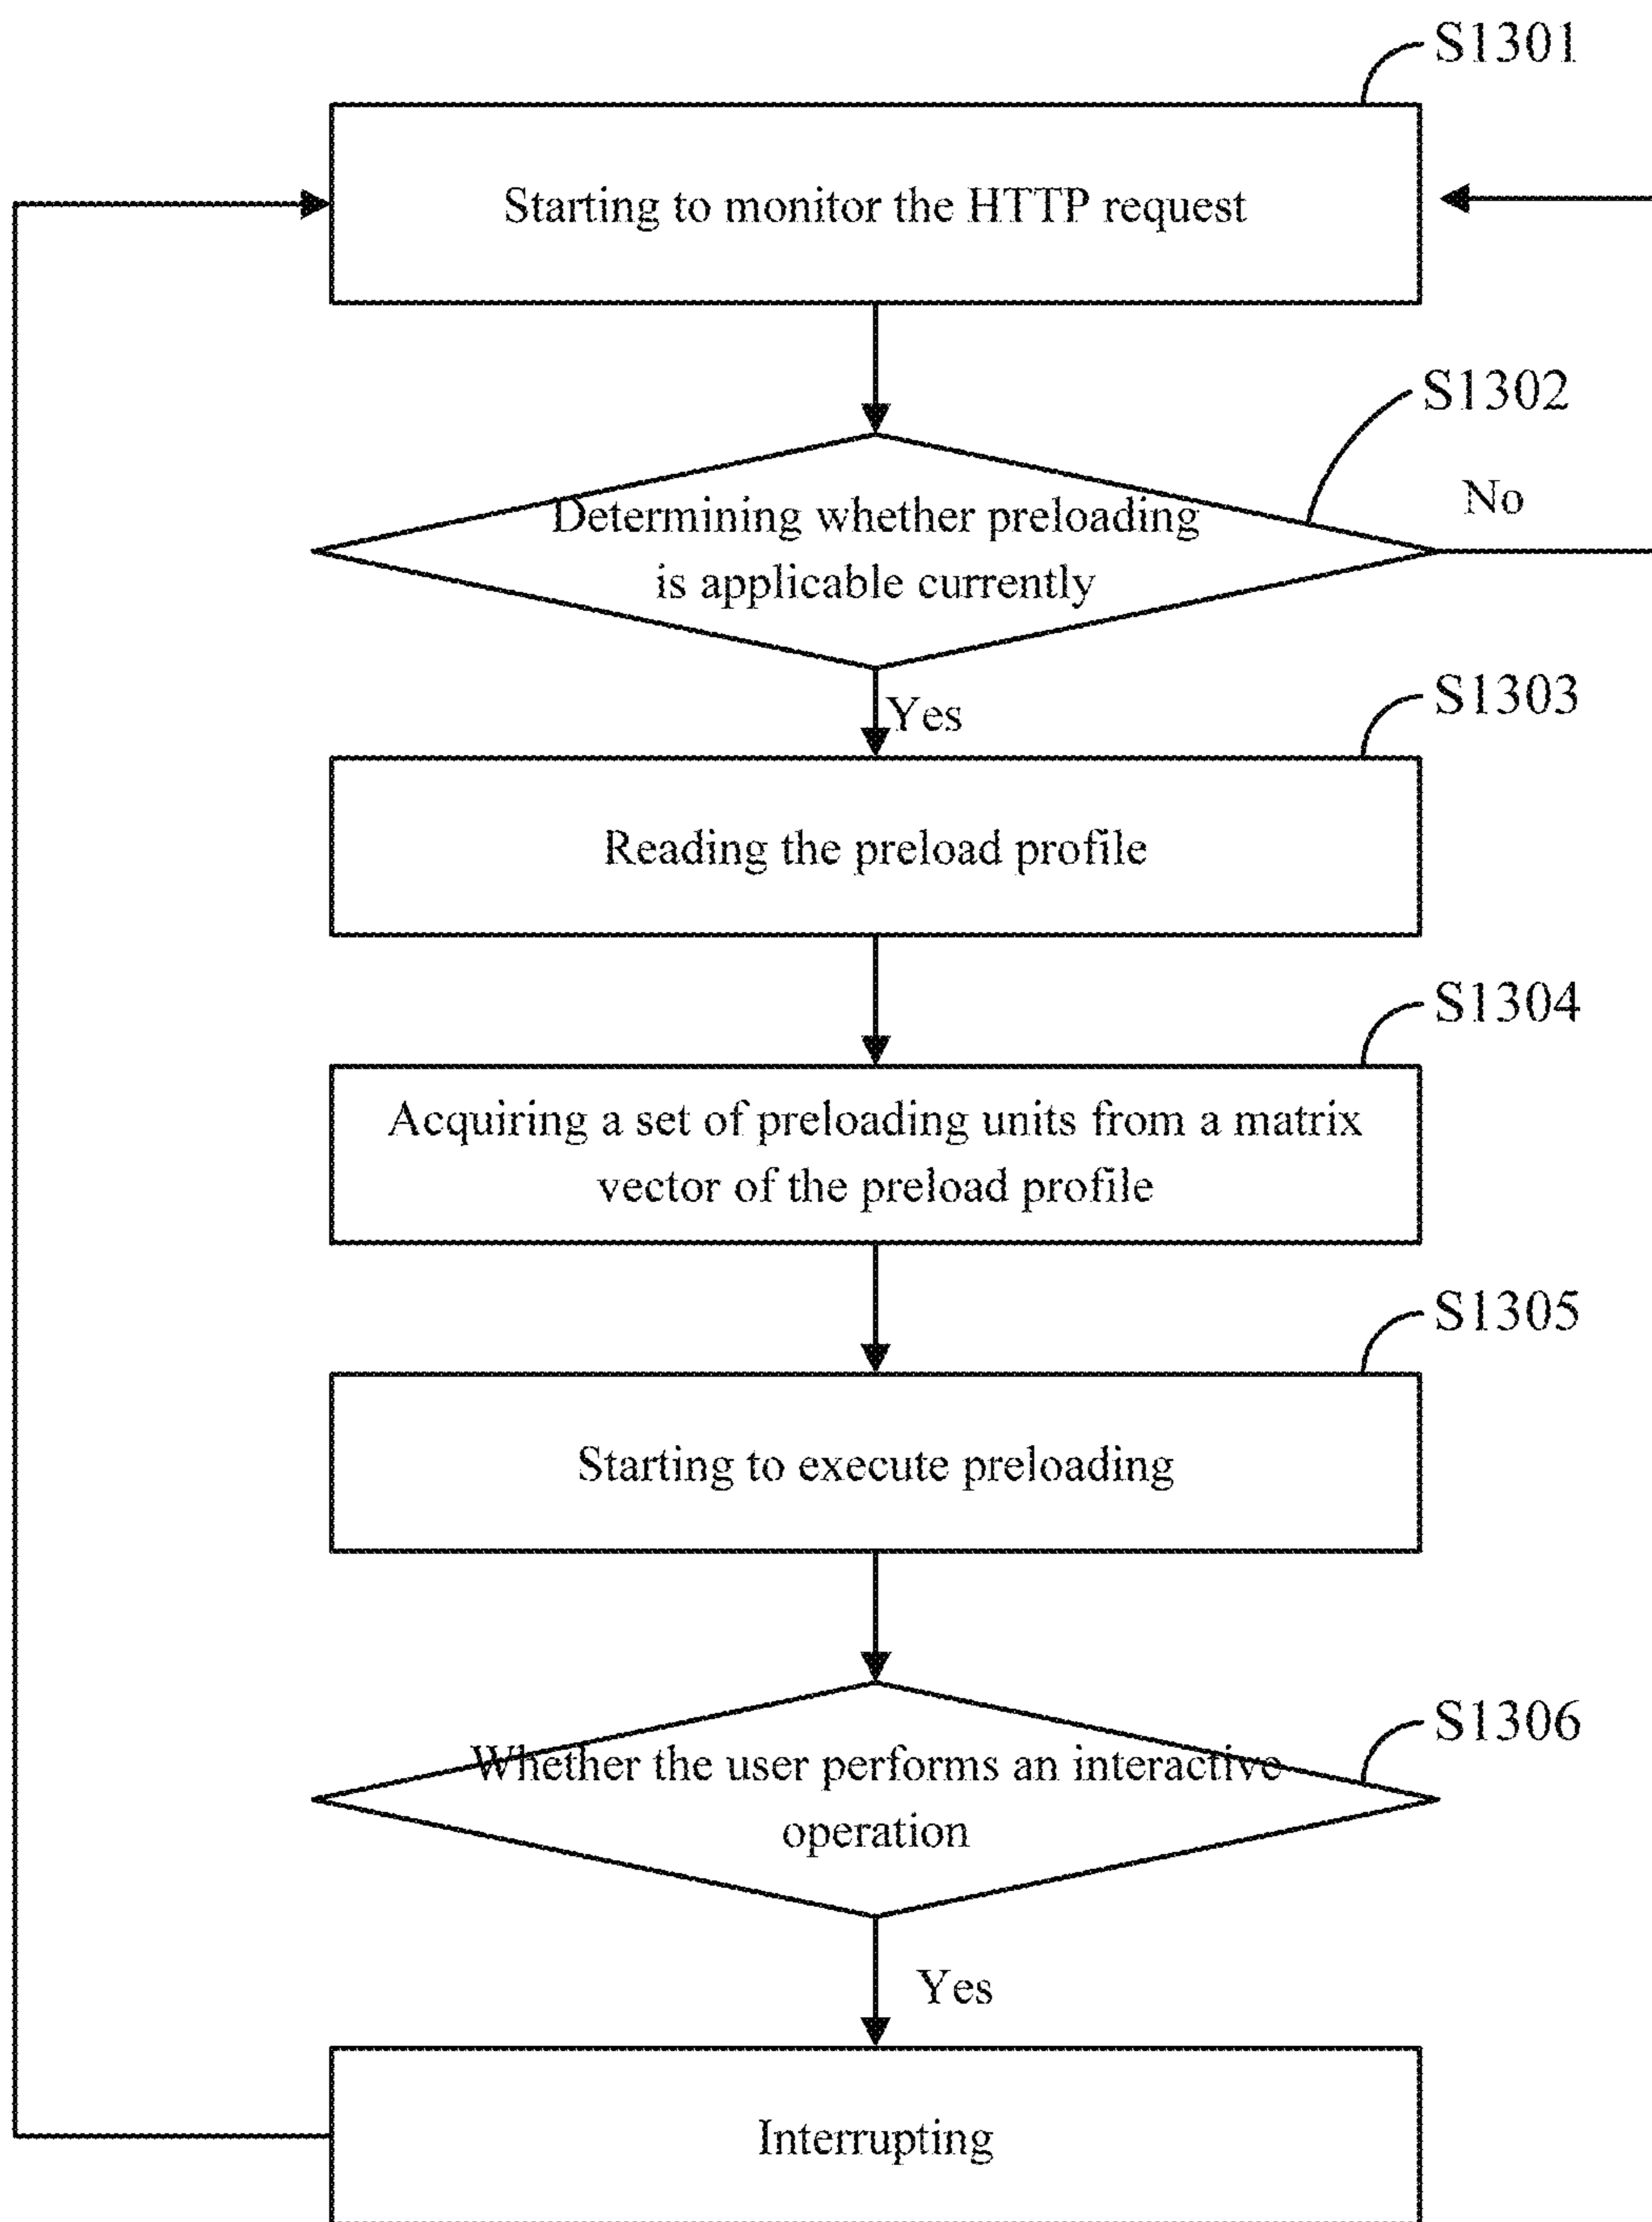 S1301
Starting to monitor the HTTP request
S1302
Determining whether preloading
is applicable currently
No
Yes
S1303
Reading the preload profile
S1304
Acquiring a set of preloading units from a matrix
vector of the preload profile
S1305
Starting to execute preloading
S1306
Whether the user performs an interactive
operation
Yes
Interrupting